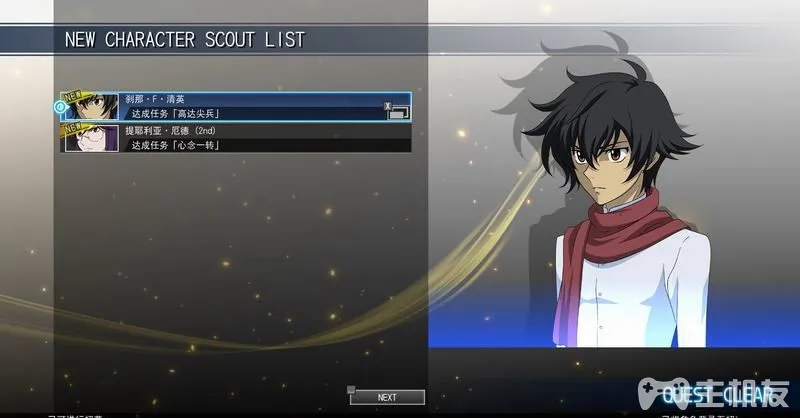 NEW CHARACTER SCOUT LIST
NEW
刹那·F·清英
达成任务「高达尖兵」
X
NEW
提耶利亚·厄德 (2nd)
达成任务「心念一转」
NEXT
QUEST CLEAR
主机友